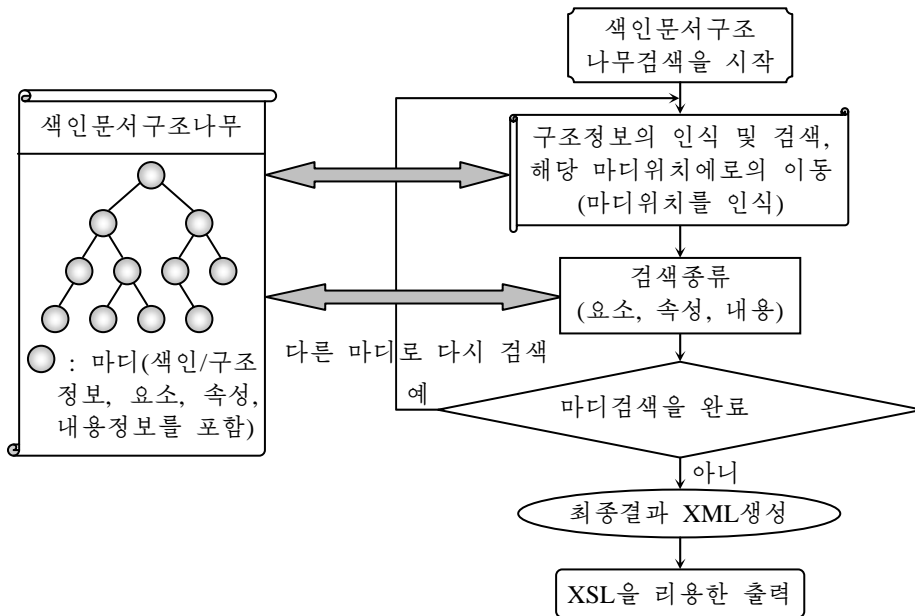 색인문서구조
나무검색을 시작
색인문서구조나무
구조정보의 인식 및 검색,
해당 마디위치에로의 이동
(마디위치를 인식)
검색종류
(요소, 속성, 내용)
다른 마디로 다시 검색
: 마디(색인/구조
정보, 요소, 속성,
내용정보를 포함)
예
마디검색을 완료
아니
최종결과 XML생성
XSL을 리용한 출력